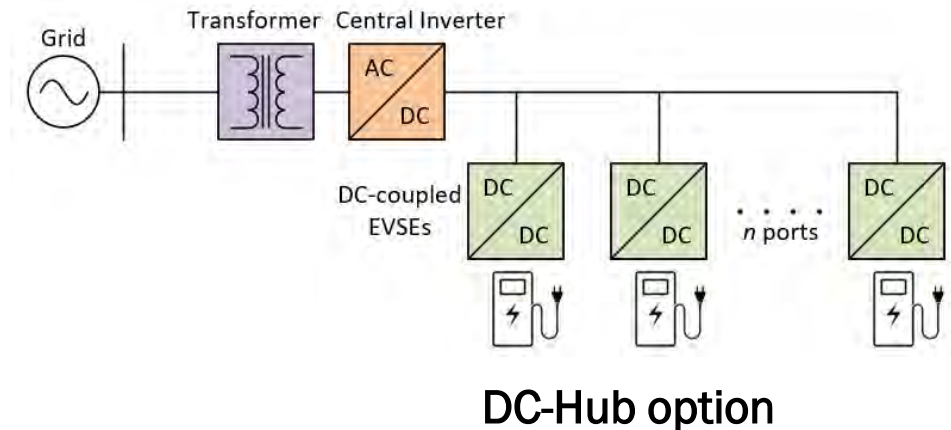 Transformer Central Inverter
Grid
AC
DC
DC-coupled
EVSEs
DC
DC
DC
DC
. . . .
n ports
DC
DC
DC-Hub option